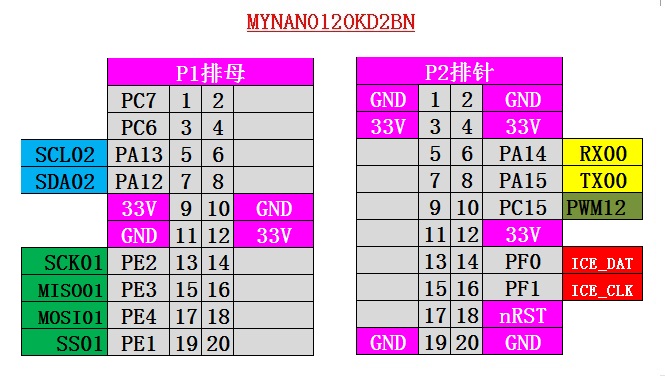 MYNANO120KD2BN
P1排母
PC7 1 2
PC6 3 4
SCL02 PA13 5 6
SDA02 PA12 7 8
33V 9 10 GND
GND 11 12 33V
SCK01 PE2 13 14
MISO01 PE3 15 16
MOSI01 PE4 17 18
SS01 PE1 19 20
P2排针
GND 1 2 GND
33V 3 4 33V
5 6 PA14 RX00
7 8 PA15 TX00
9 10 PC15 PWM12
11 12 33V
13 14 PF0 ICE_DAT
15 16 PF1 ICE_CLK
17 18 nRST
GND 19 20 GND